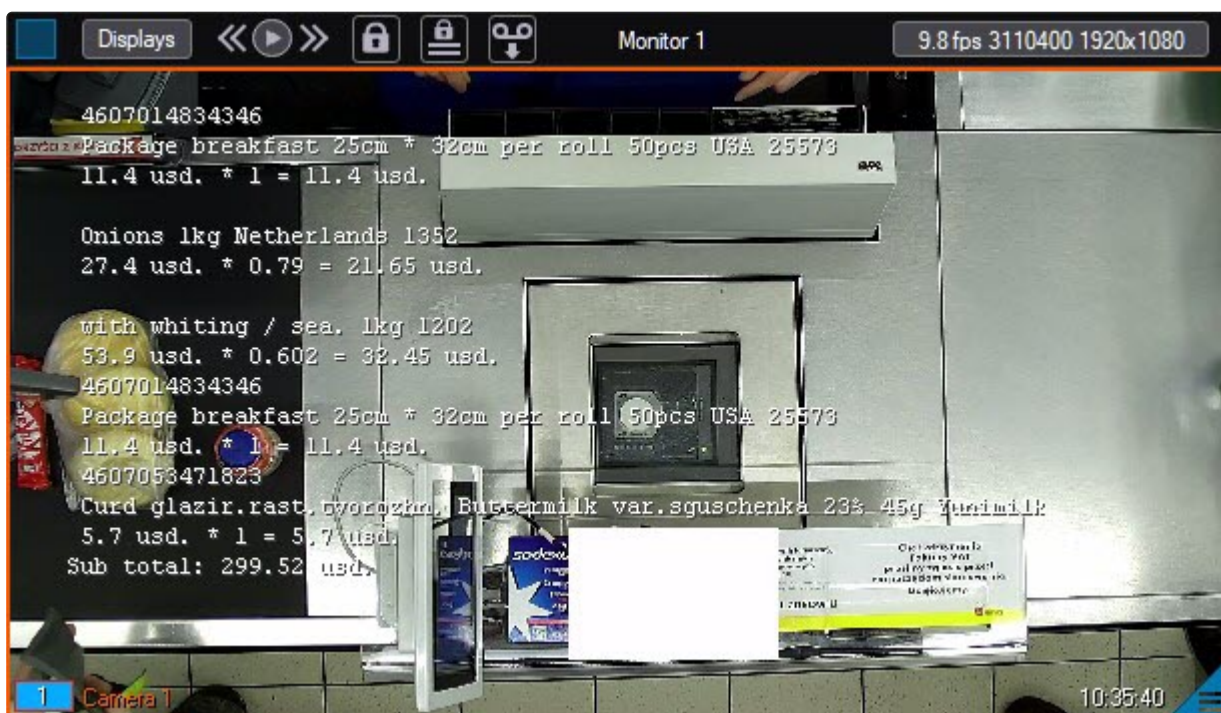 Displays
Monitor 1
9.8 fps 3110400 1920x1080
4607014834346
Package breakfast 25cm * 32cm per roll 50pcs USA 25573
11.4 usd. * 1 = 11.4 usd.
Onions 1kg Netherlands 1352
27.4 usd. * 0.79 = 21.65 usd.
with whiting / sea. 1kg 1202
53.9 usd. * 0.602 = 32.45 usd.
4607014834346
Package breakfast 25cm * 32cm per roll 50pcs USA 25573
11.4 usd. * 1 = 11.4 usd.
4607053471823
Curd glazir.rast.tvorozhn. Buttermilk var.sguschenka 23% 45g Yunimilk
5.7 usd. * 1 = 5.7 usd.
Sub total: 299.52 usd.
1
Camera 1
10:35:40